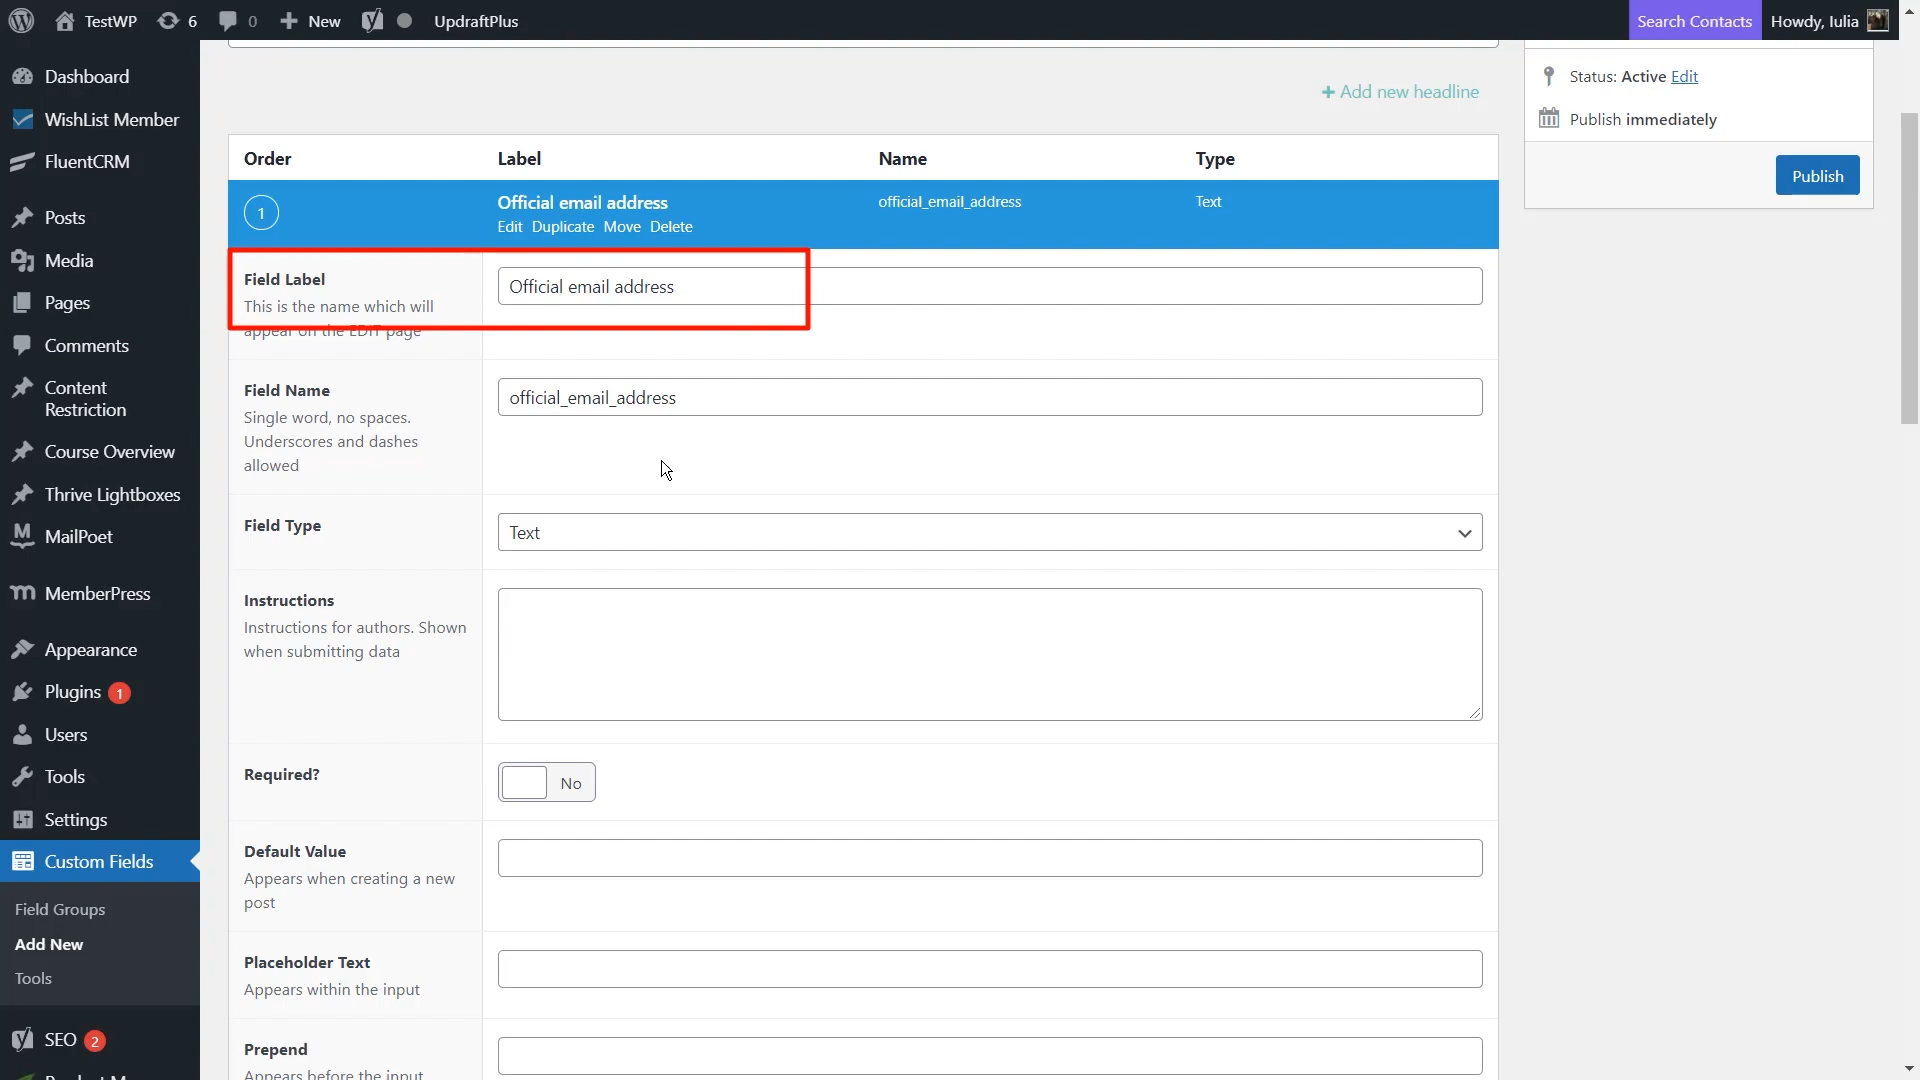 TestWP
6
0
New
UpdraftPlus
Search Contacts
Howdy, Iulia
Dashboard
WishList Member
FluentCRM
Posts
Media
Pages
Comments
Content
Restriction
Course Overview
Thrive Lightboxes
MailPoet
MemberPress
Appearance
Plugins 1
Users
Tools
Settings
Custom Fields
Field Groups
Add New
Tools
SEO 2
+ Add new headline
Order Label Name Type
1
Official email address official_email_address Text
Edit Duplicate Move Delete
Field Label
This is the name which will
appear on the EDIT page
Official email address
Field Name
Single word, no spaces.
Underscores and dashes
allowed
official_email_address
Field Type
Text
Instructions
Instructions for authors. Shown
when submitting data
Required?
No
Default Value
Appears when creating a new
post
Placeholder Text
Appears within the input
Prepend
Appears before the input
Status: Active Edit
Publish immediately
Publish